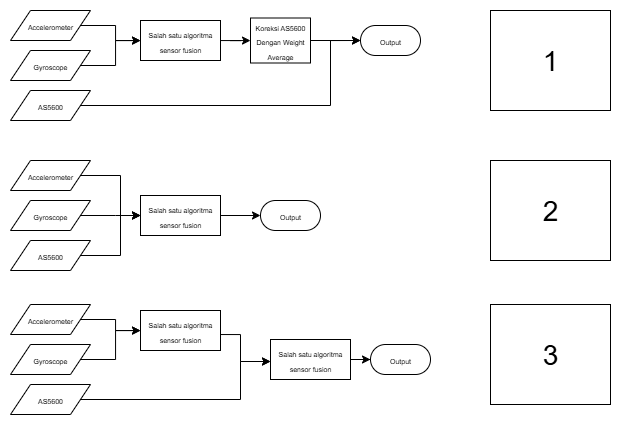 Accelerometer
Gyroscope
AS5600
Salah satu algoritma
sensor fusion
Koreksi AS5600
Dengan Weight
Average
Output
1
Accelerometer
Gyroscope
AS5600
Salah satu algoritma
sensor fusion
Output
2
Accelerometer
Gyroscope
AS5600
Salah satu algoritma
sensor fusion
Salah satu algoritma
sensor fusion
Output
3